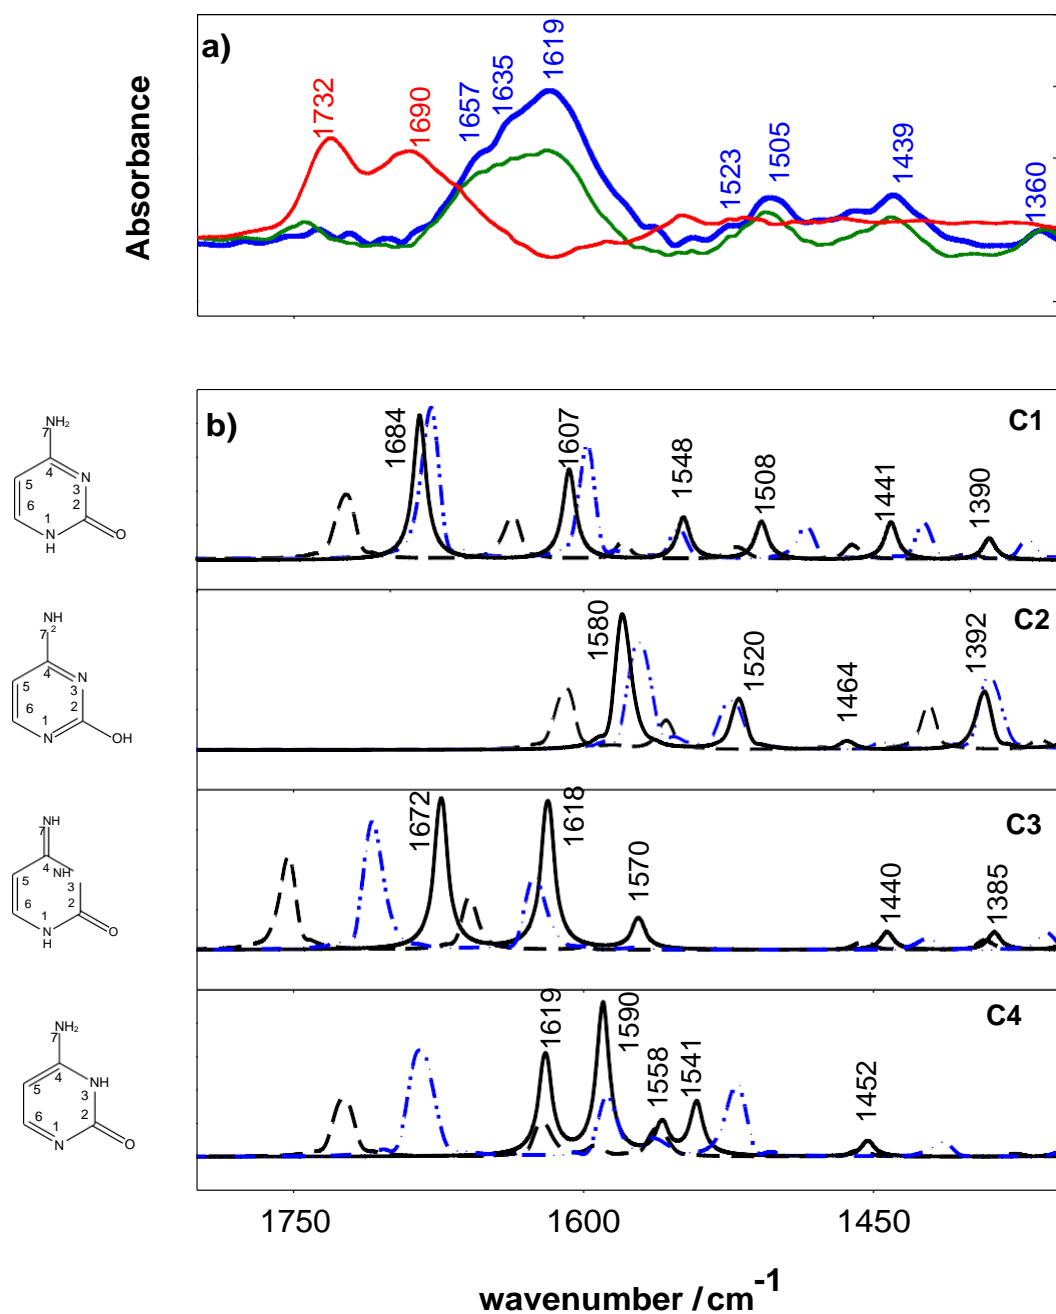 a)
Absorbance
1732
1690
1657
1635
1619
1523
1505
1439
1360
b)
C1
1684
1607
1548
1508
1441
1390
NH2
7
4
5
N
3
6
1
2
N
H
O
C2
1580
1520
1464
1392
NH
2
7
4
5
N
3
6
1
2
N
OH
C3
1672
1618
1570
1440
1385
NH
7
4
NH
5
3
6
1
2
N
H
O
C4
1619
1590
1558
1541
1452
NH2
7
4
NH
5
3
6
2
1
N
O
1750
1600
1450
wavenumber /cm-1